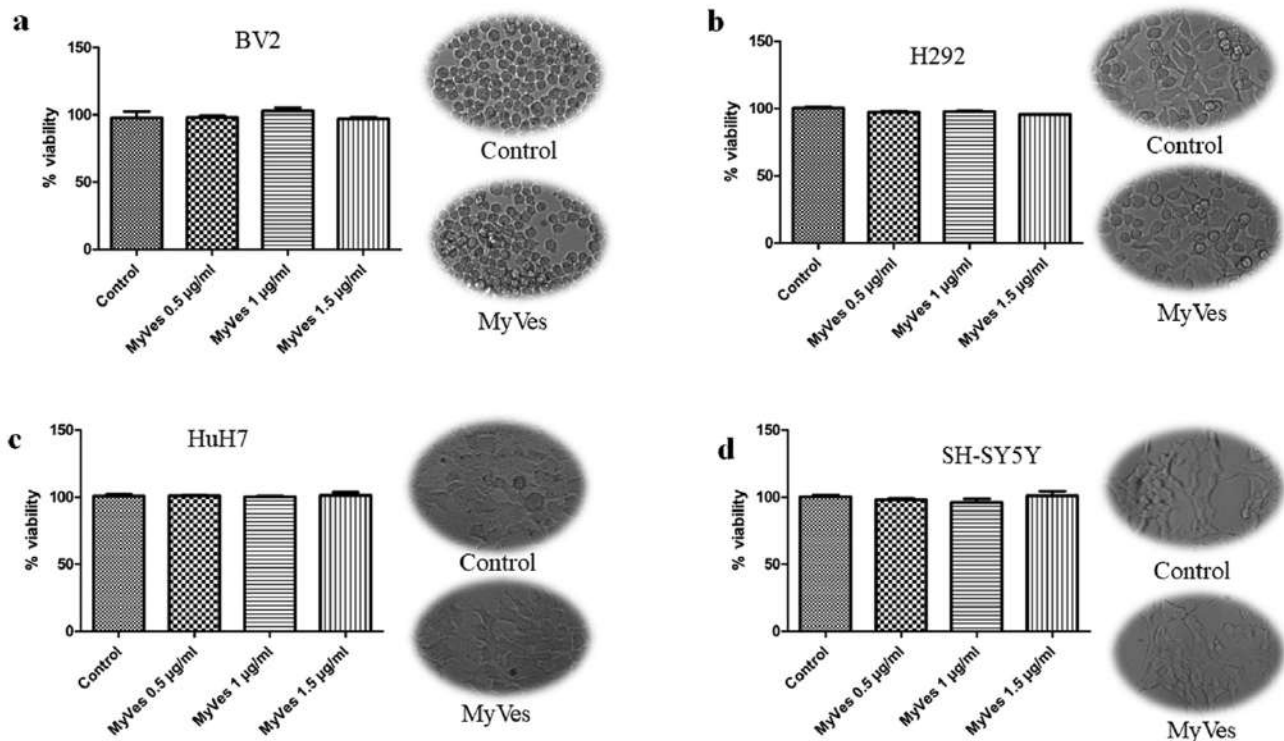 a
BV2
150
100
50
0
% viability
Control
MyVes 0.5 µg/ml
MyVes 1 µg/ml
MyVes 1.5 µg/ml
Control
MyVes
b
H292
150
100
50
0
% viability
Control
MyVes 0.5 µg/ml
MyVes 1 µg/ml
MyVes 1.5 µg/ml
Control
MyVes
c
HuH7
150
100
50
0
% viability
Control
MyVes 0.5 µg/ml
MyVes 1 µg/ml
MyVes 1.5 µg/ml
Control
MyVes
d
SH-SY5Y
150
100
50
0
% viability
Control
MyVes 0.5 µg/ml
MyVes 1 µg/ml
MyVes 1.5 µg/ml
Control
MyVes